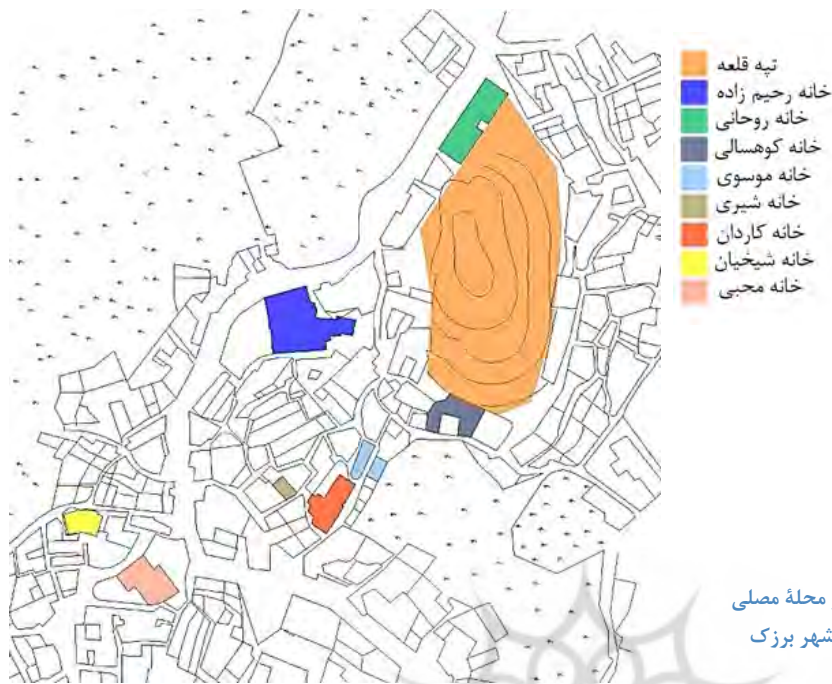 تپه قلعه
خانه رحیم زاده
خانه روحانی
خانه کوهسالی
خانه موسوی
خانه شیری
خانه کاردان
خانه شیخیان
خانه محبی
محلهٔ مصلی
شهر برزک